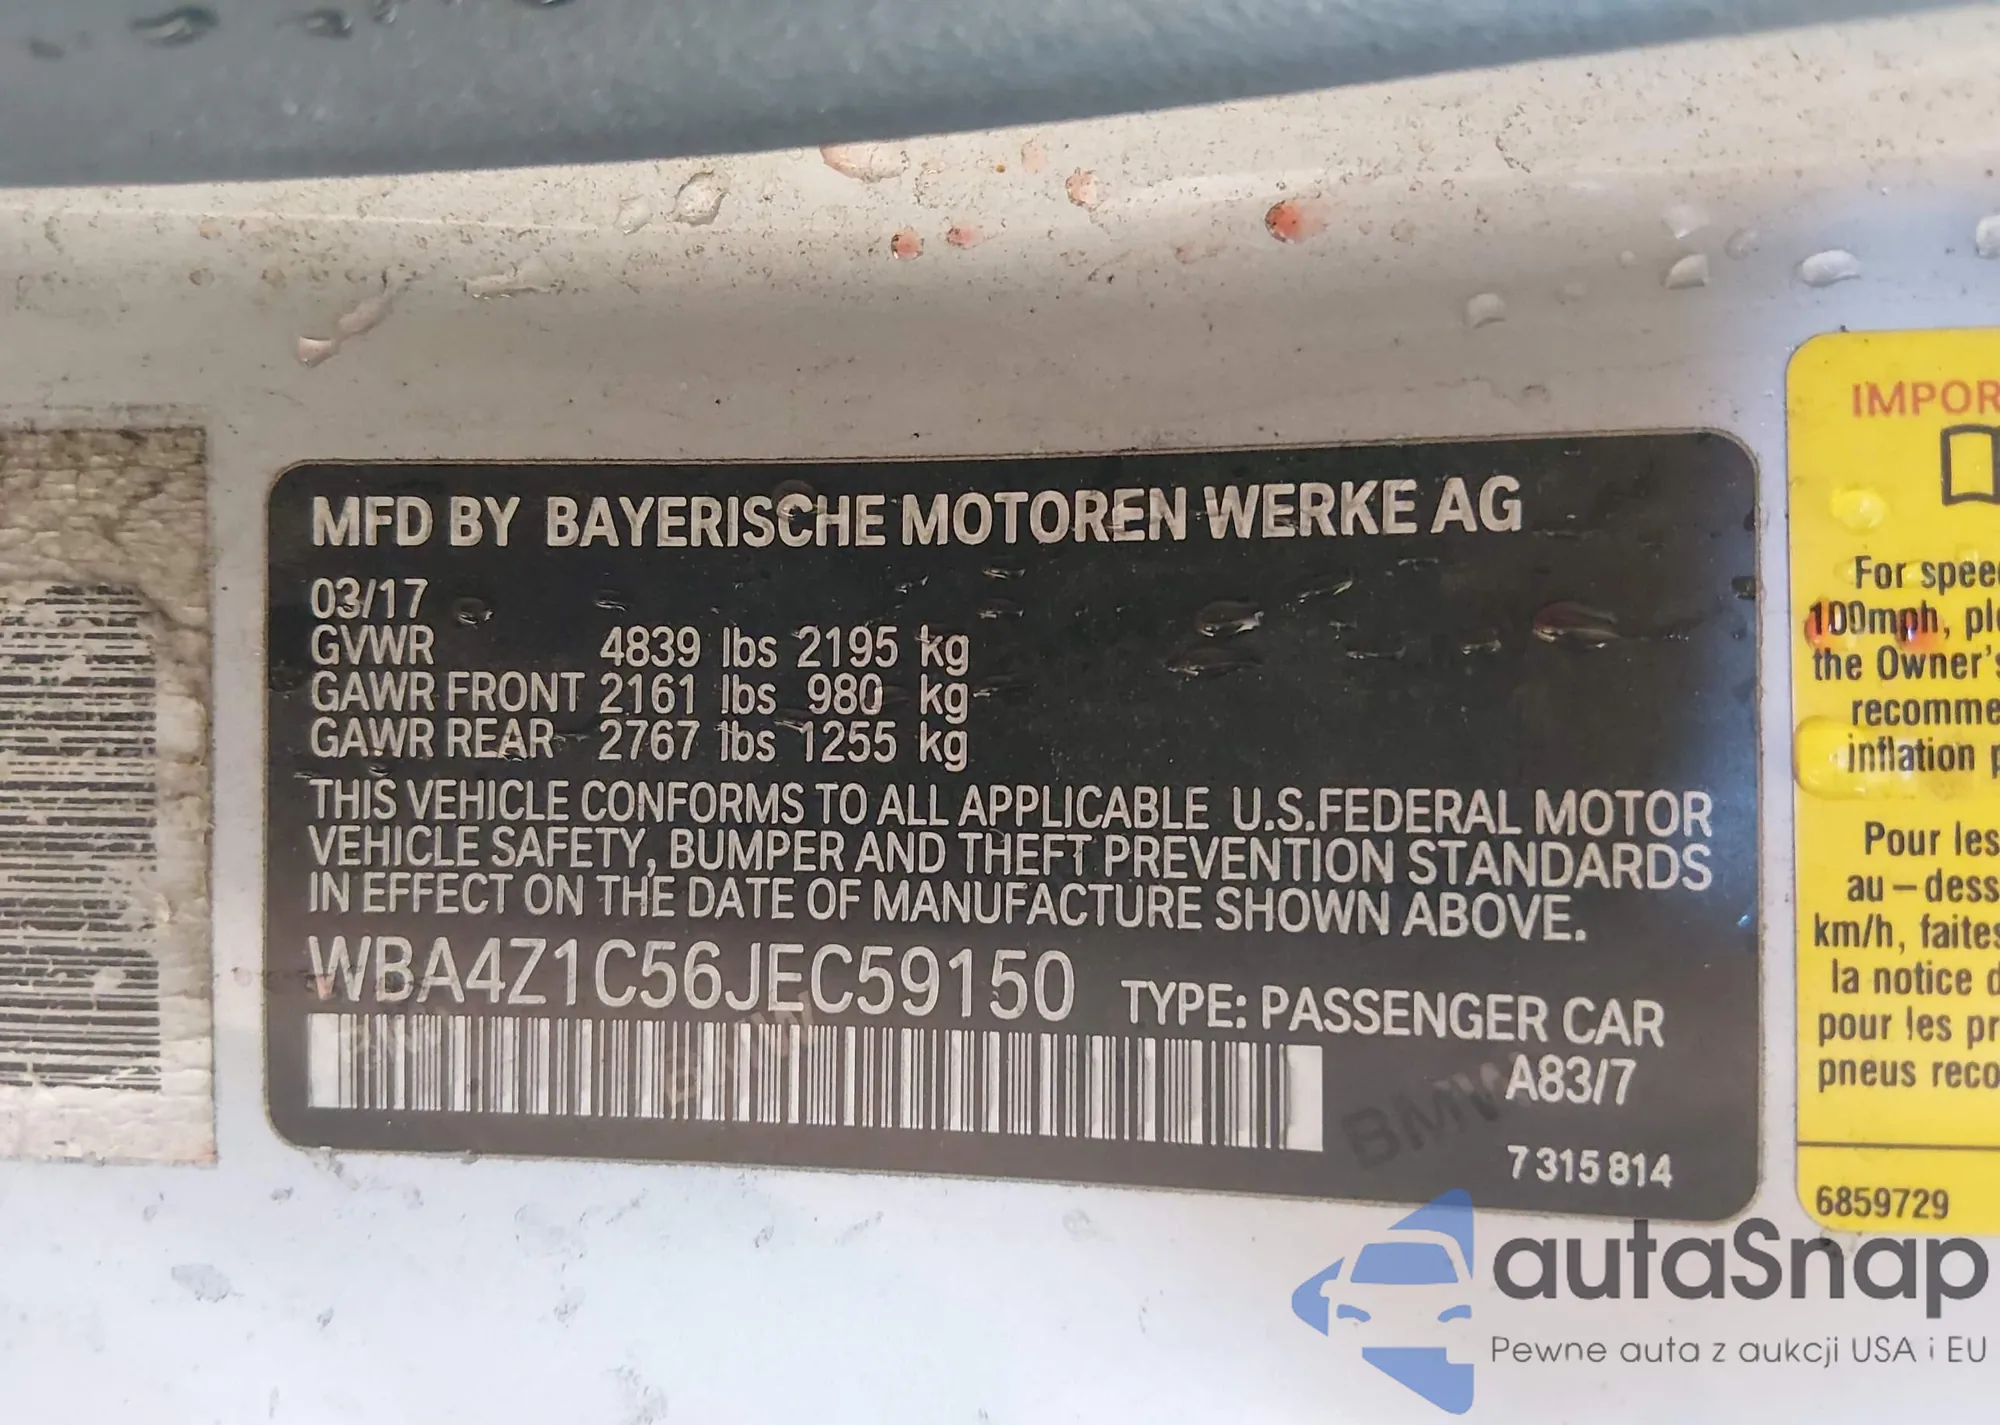 MFD BY BAYERISCHE MOTOREN WERKE AG
03/17
GVWR 4839 lbs 2195 kg
GAWR FRONT 2161 lbs 980 kg
GAWR REAR 2767 lbs 1255 kg
THIS VEHICLE CONFORMS TO ALL APPLICABLE U.S.FEDERAL MOTOR
VEHICLE SAFETY, BUMPER AND THEFT PREVENTION STANDARDS
IN EFFECT ON THE DATE OF MANUFACTURE SHOWN ABOVE.
WBA4Z1C56JEC59150 TYPE: PASSENGER CAR
A83/7
BMW BMW BMW
7 315 814
IMPOR
For spee
100mph, ple
the Owner's
recomme
inflation p
Pour les
au–dess
km/h, faites
la notice d
pour les pr
pneus reco
6859729
autaSnap
Pewne auta z aukcji USA i EU